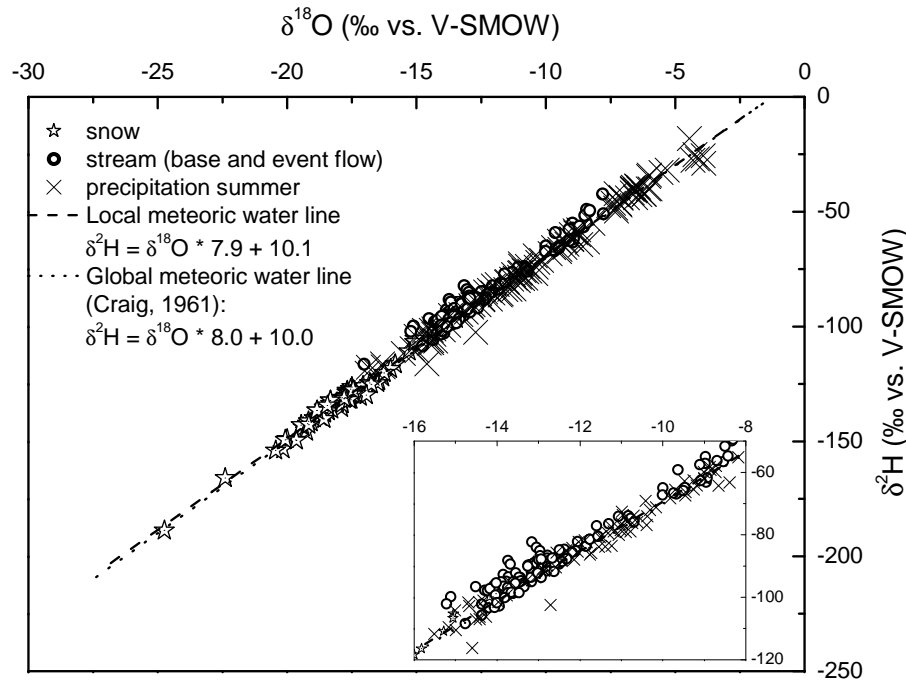 δ¹⁸O (‰ vs. V-SMOW)
-30 -25 -20 -15 -10 -5 0
0
snow
stream (base and event flow)
precipitation summer
Local meteoric water line
δ²H = δ¹⁸O * 7.9 + 10.1
Global meteoric water line
(Craig, 1961):
δ²H = δ¹⁸O * 8.0 + 10.0
-50
-100
-150
-200
-250
δ²H (‰ vs. V-SMOW)
-16 -14 -12 -10 -8
-60
-80
-100
-120